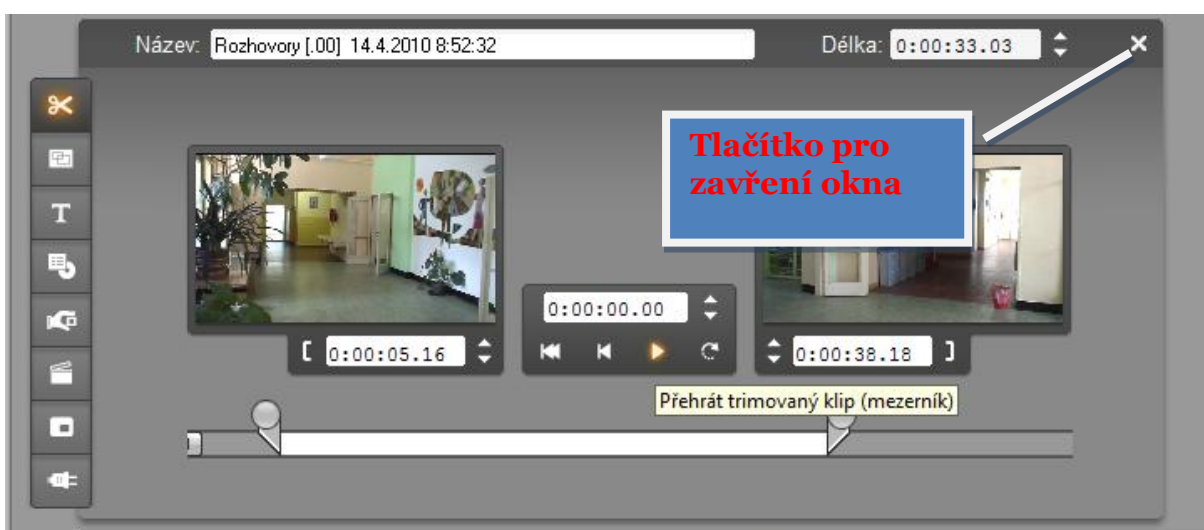 Název: Rozhovory [.00] 14.4.2010 8:52:32 Délka: 0:00:33.03
Tlačítko pro
zavření okna
T
0:00:00.00
[ 0:00:05.16
0:00:38.18 ]
Přehrát trimovaný klip (mezerník)